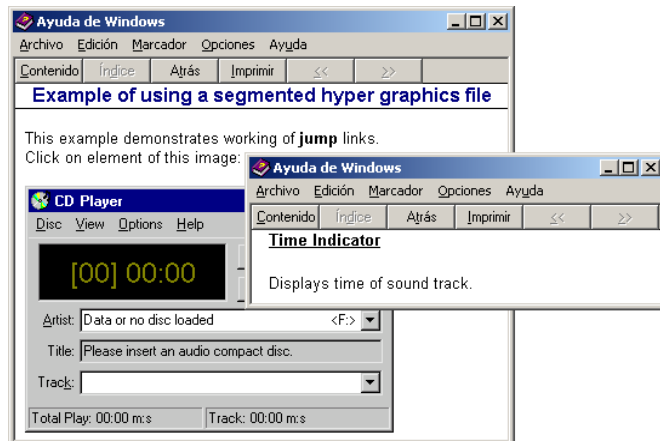 Ayuda de Windows
Archivo Edición Marcador Opciones Ayuda
Contenido Índice Atrás Imprimir << >>
Example of using a segmented hyper graphics file
This example demonstrates working of jump links.
Click on element of this image:
CD Player
Disc View Options Help
[00] 00:00
Artist: Data or no disc loaded <F:>
Title: Please insert an audio compact disc.
Track:
Total Play: 00:00 m:s Track: 00:00 m:s
Ayuda de Windows
Archivo Edición Marcador Opciones Ayuda
Contenido Índice Atrás Imprimir << >>
Time Indicator
Displays time of sound track.